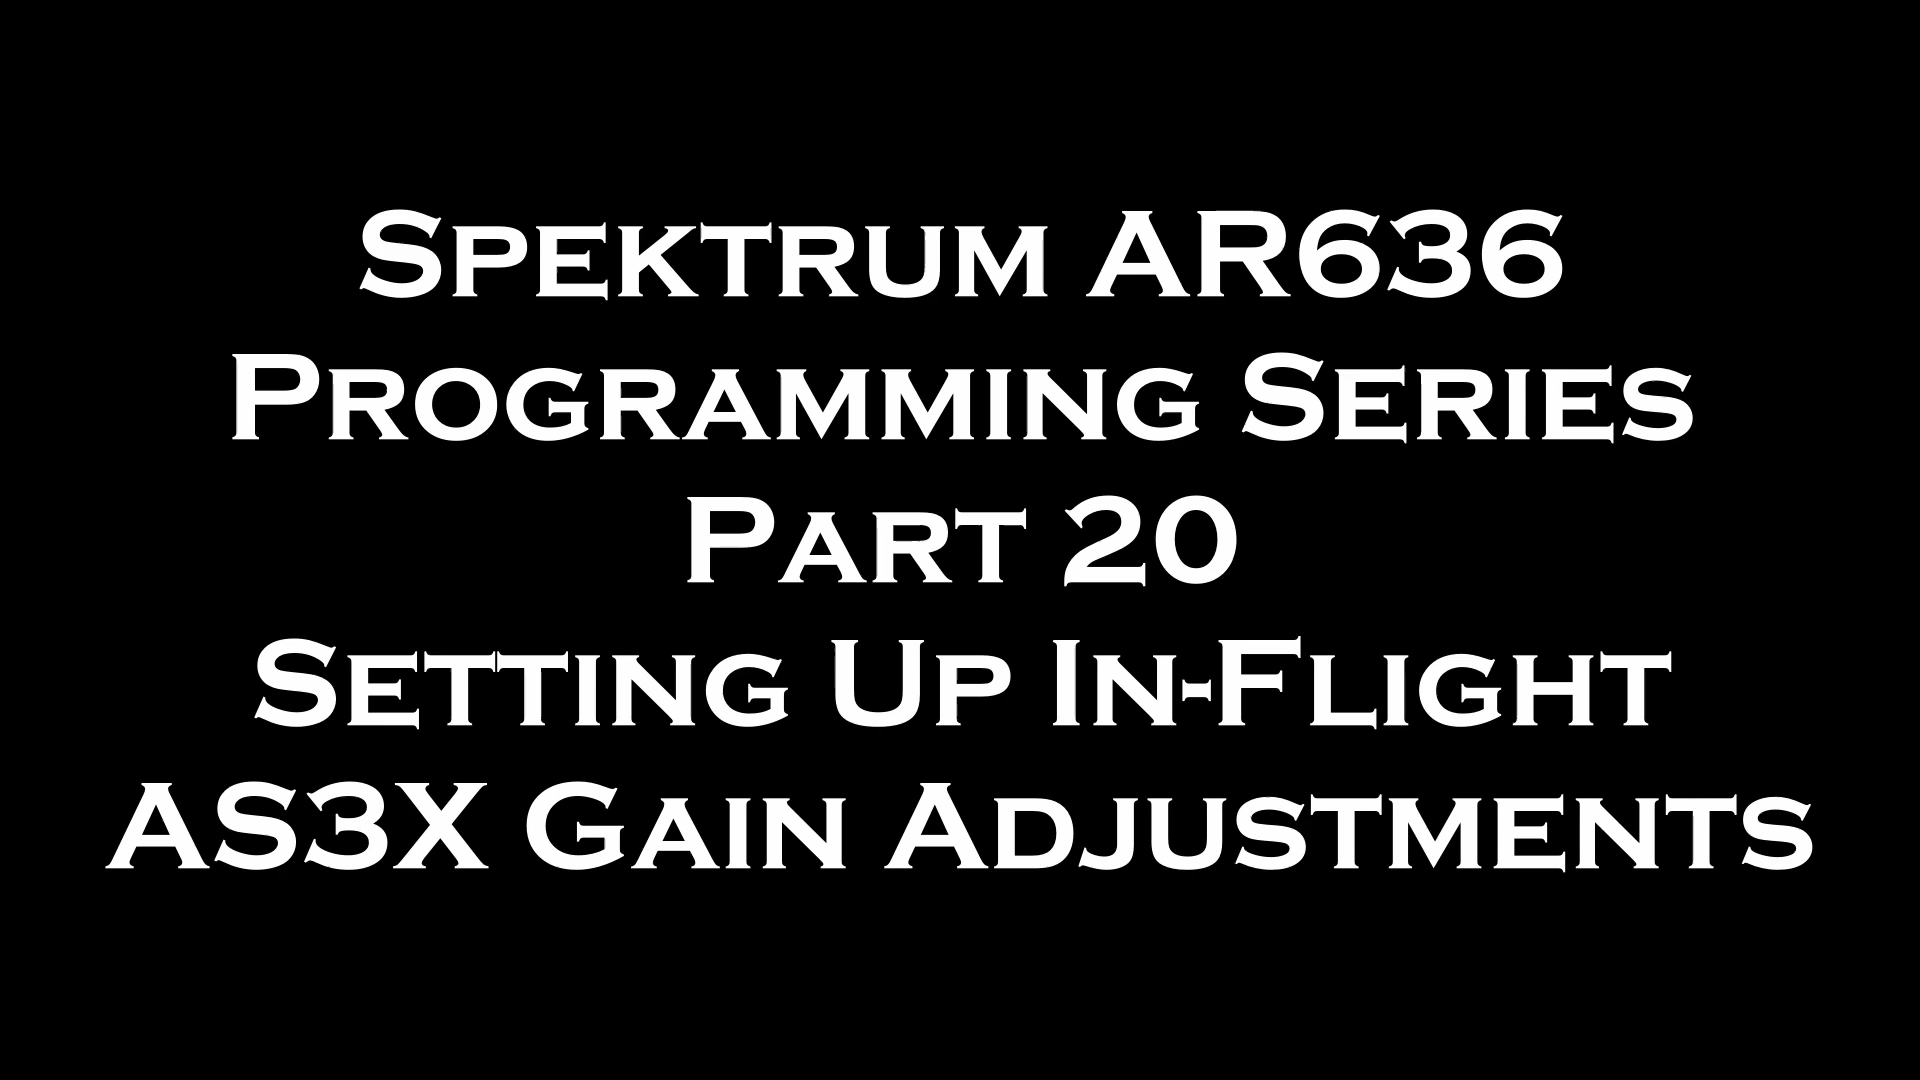 Spektrum AR636
Programming Series
Part 20
Setting Up In-Flight
AS3X Gain Adjustments